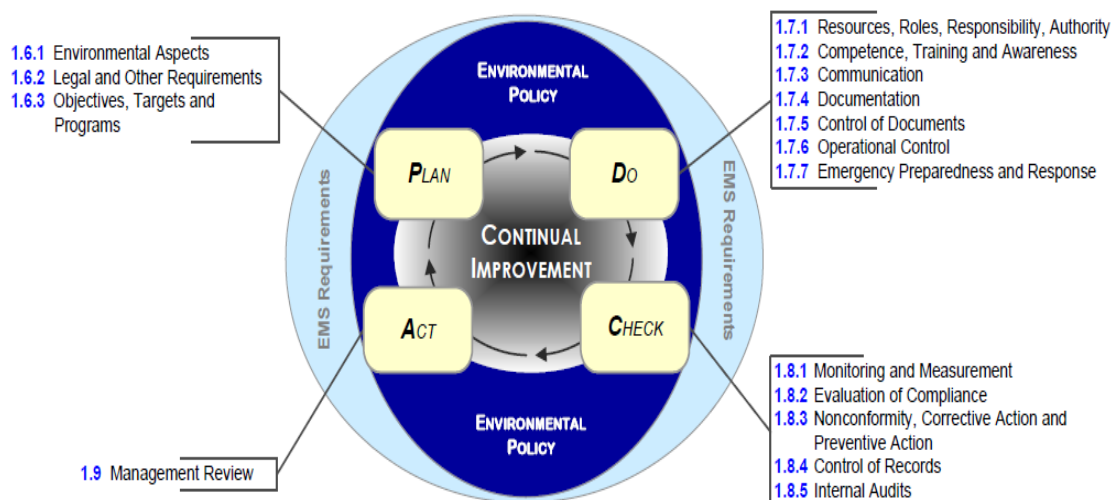 1.6.1 Environmental Aspects
1.6.2 Legal and Other Requirements
1.6.3 Objectives, Targets and
Programs
1.7.1 Resources, Roles, Responsibility, Authority
1.7.2 Competence, Training and Awareness
1.7.3 Communication
1.7.4 Documentation
1.7.5 Control of Documents
1.7.6 Operational Control
1.7.7 Emergency Preparedness and Response
ENVIRONMENTAL
POLICY
PLAN
DO
EMS Requirements
CONTINUAL
IMPROVEMENT
EMS Requirements
ACT
CHECK
ENVIRONMENTAL
POLICY
1.9 Management Review
1.8.1 Monitoring and Measurement
1.8.2 Evaluation of Compliance
1.8.3 Nonconformity, Corrective Action and
Preventive Action
1.8.4 Control of Records
1.8.5 Internal Audits